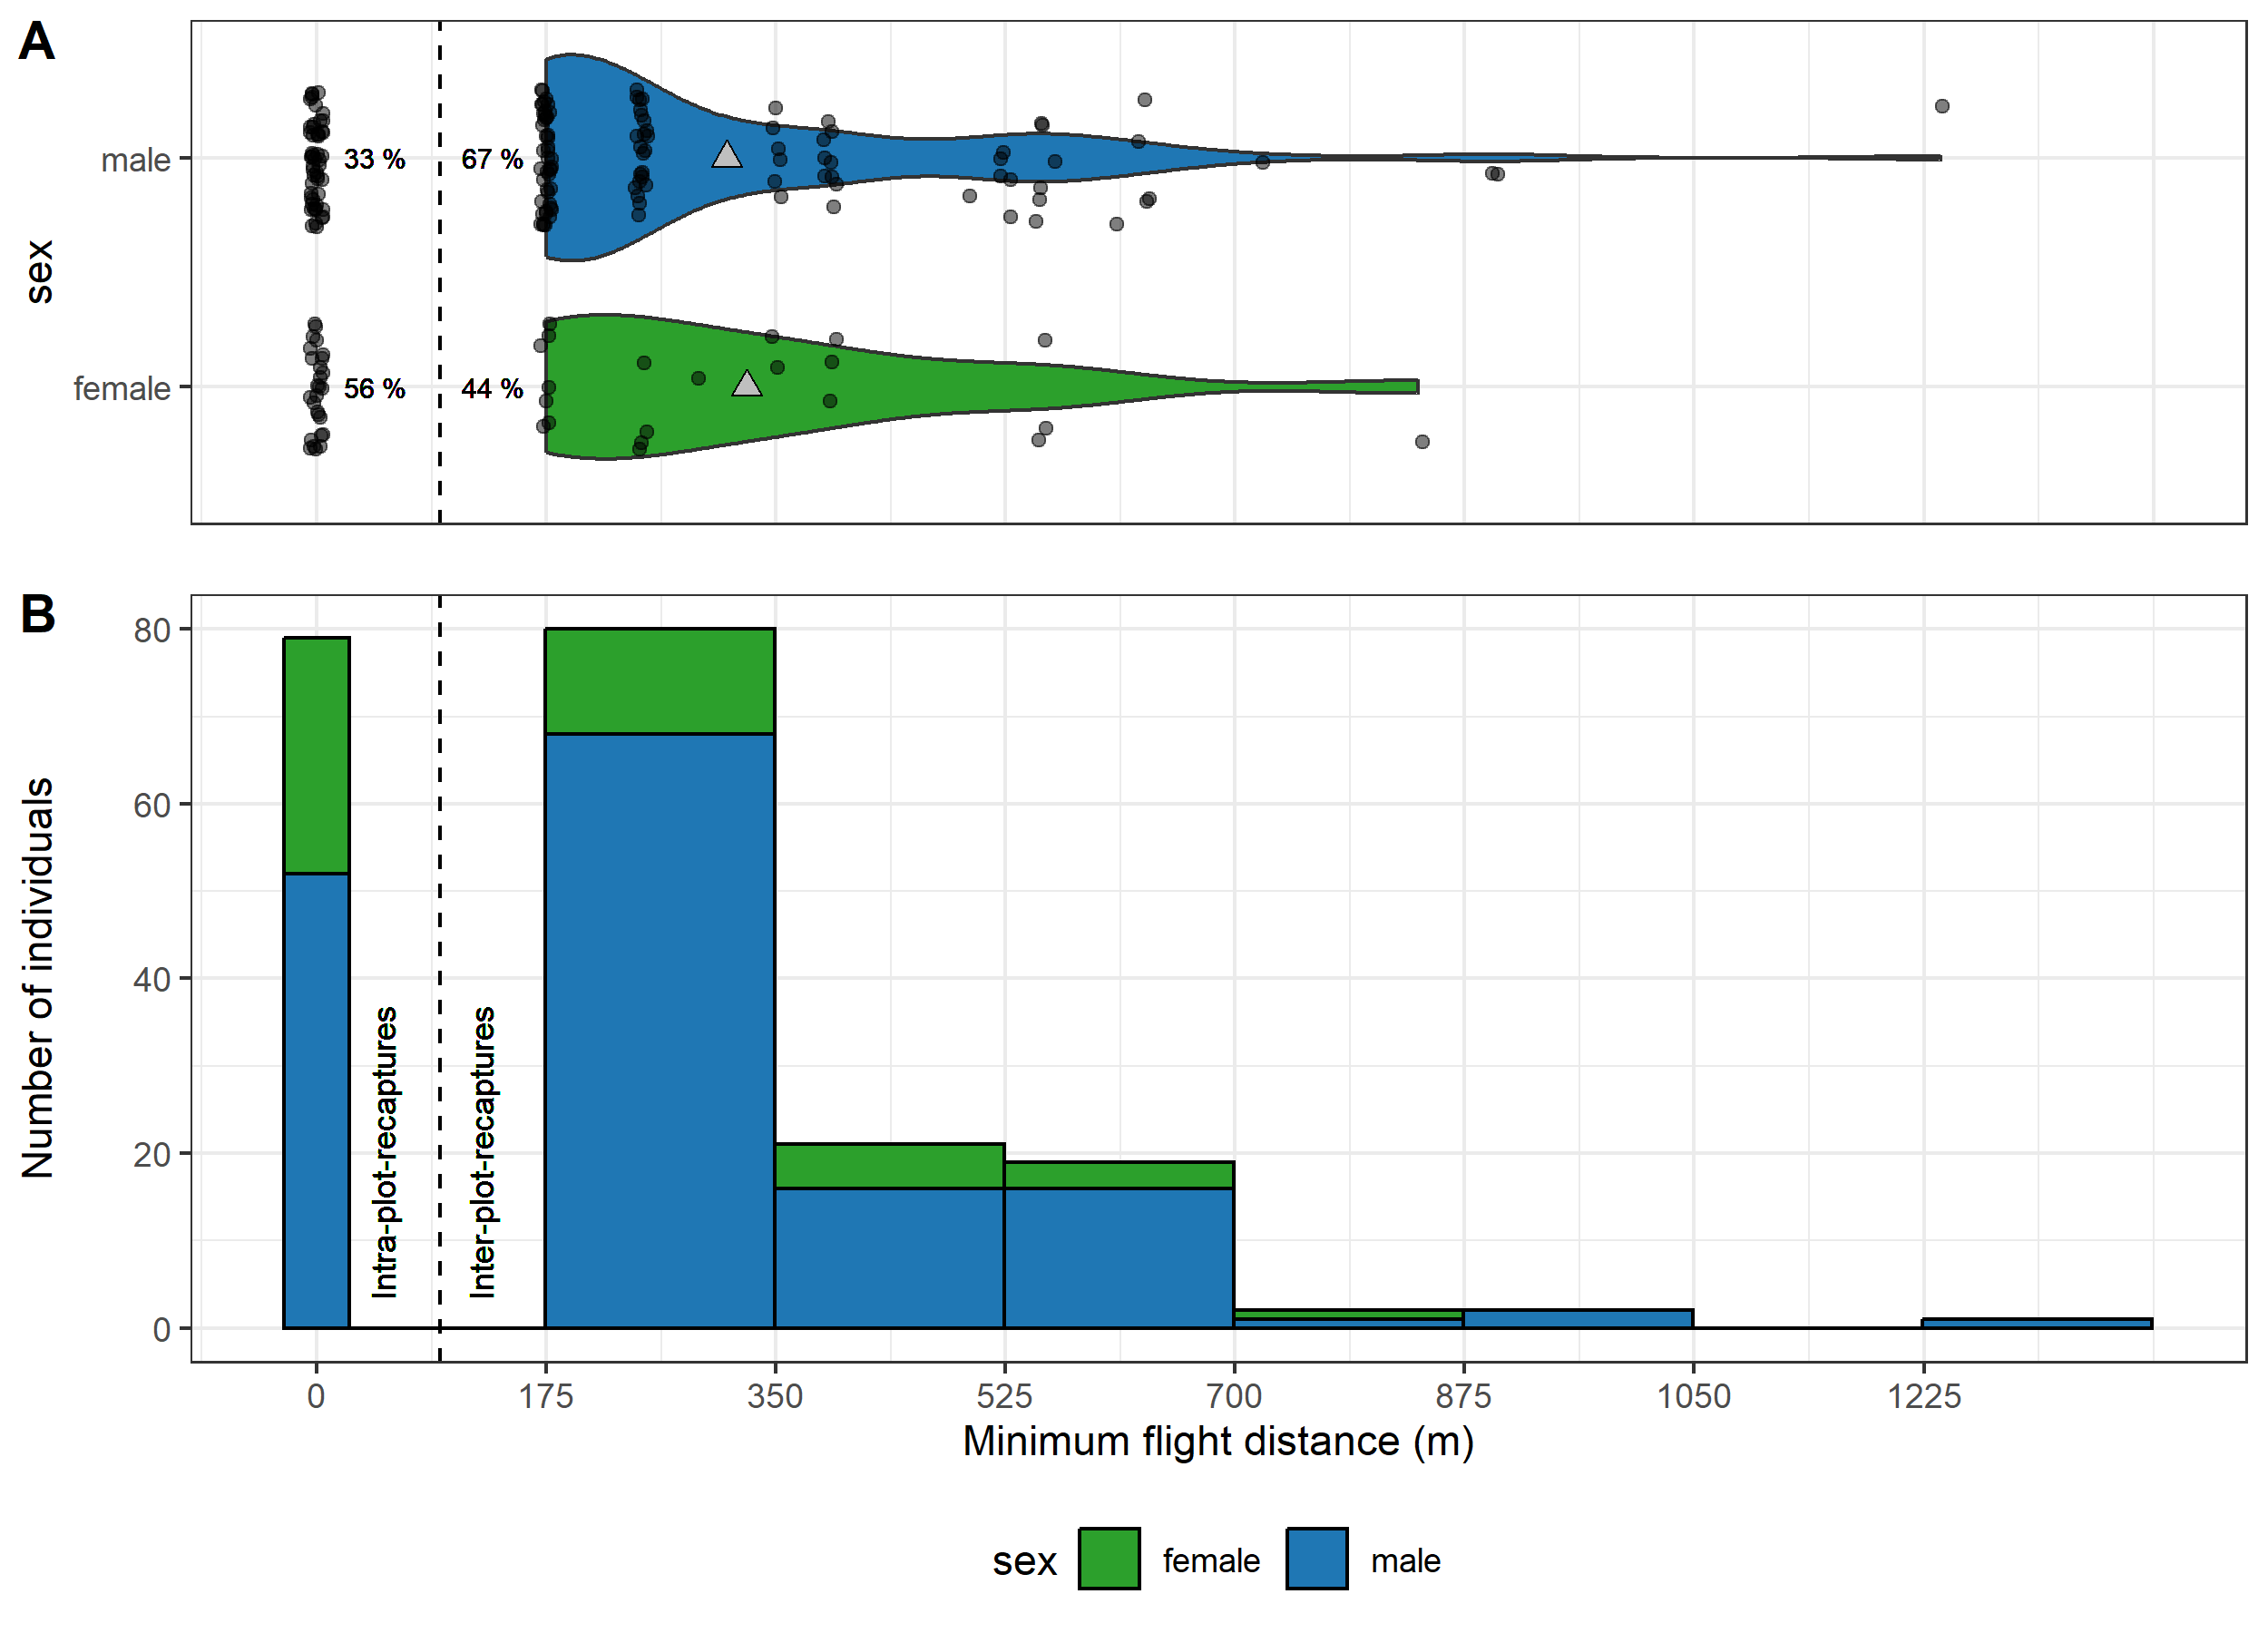 A
male
33 %
67 %
sex
female
56 %
44 %
B
80
60
40
20
0
Number of individuals
Intra-plot-recaptures
Inter-plot-recaptures
0 175 350 525 700 875 1050 1225
Minimum flight distance (m)
sex female male